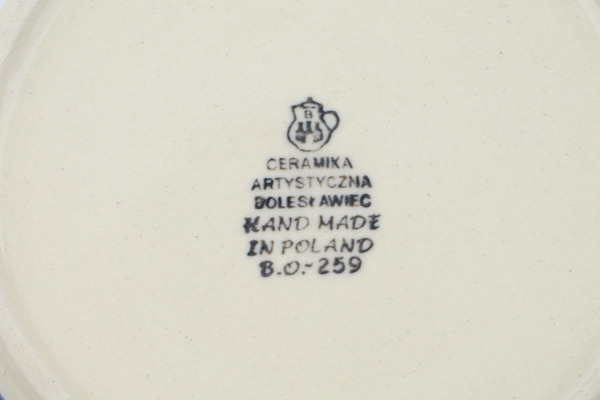 B
CERAMIKA
ARTYSTYCZNA
BOLESŁAWIEC
HAND MADE
IN POLAND
B.O.-259